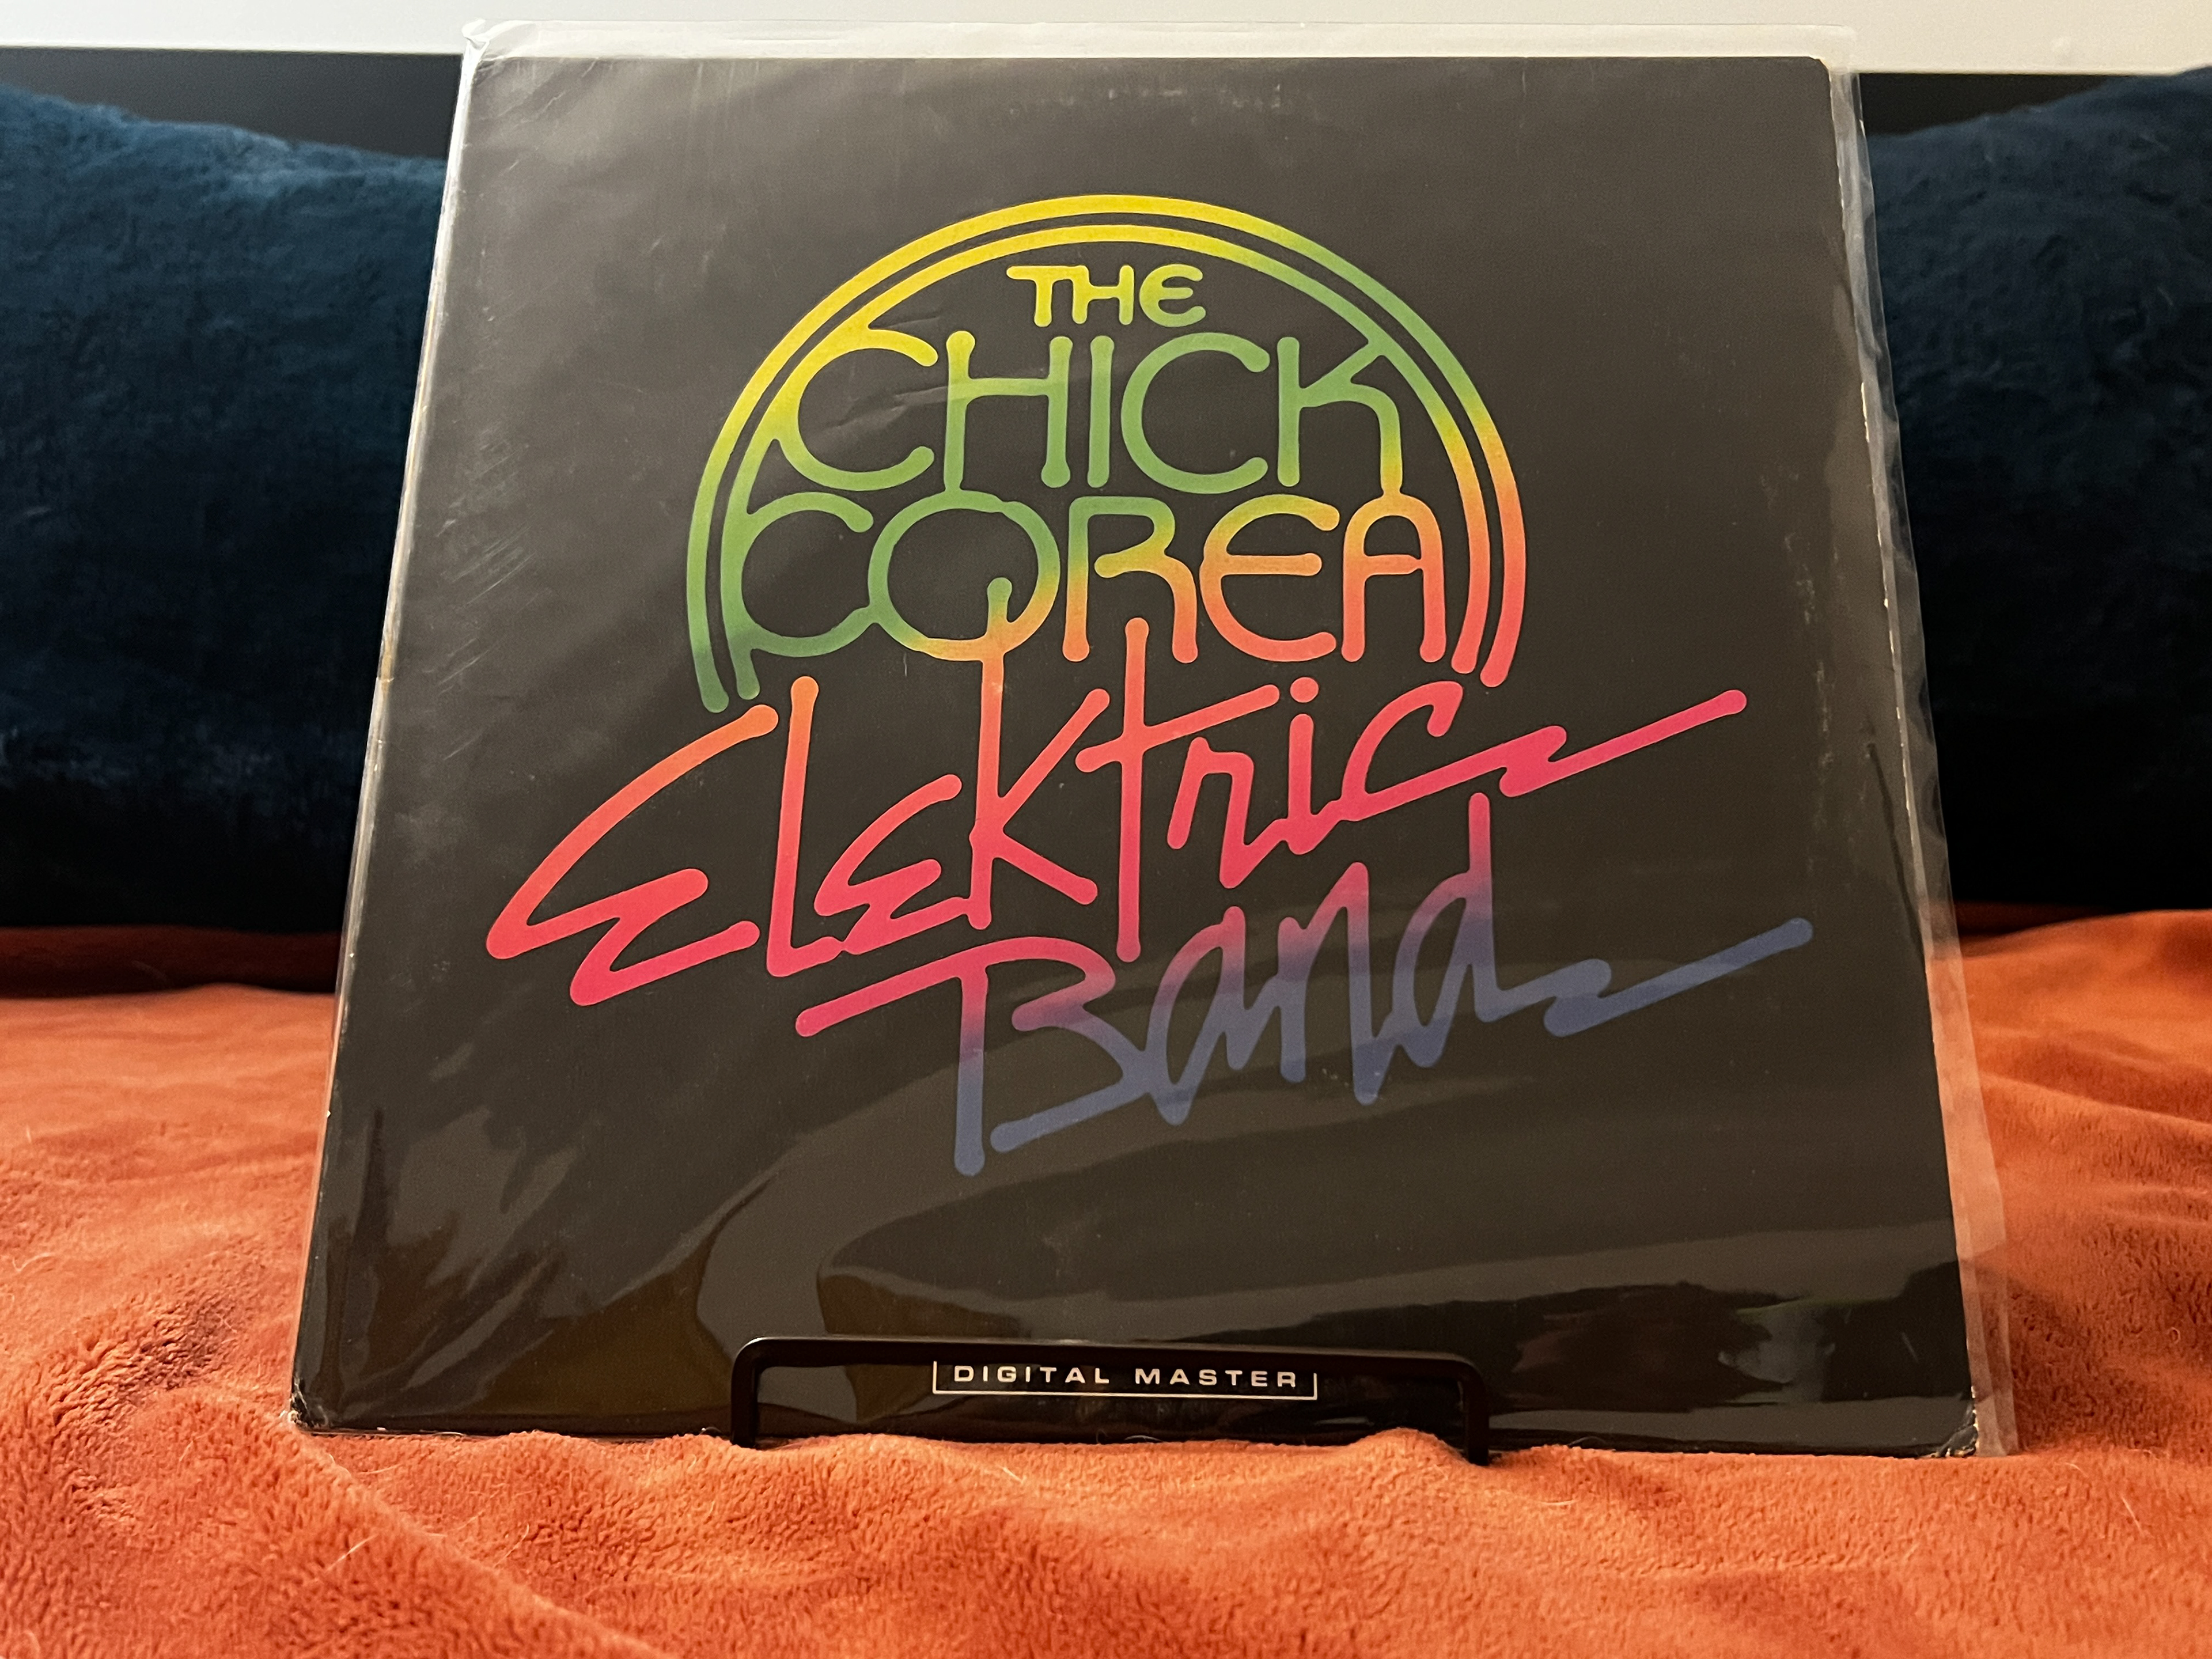 THE
CHICK
COREA
Elektric
Band
DIGITAL MASTER